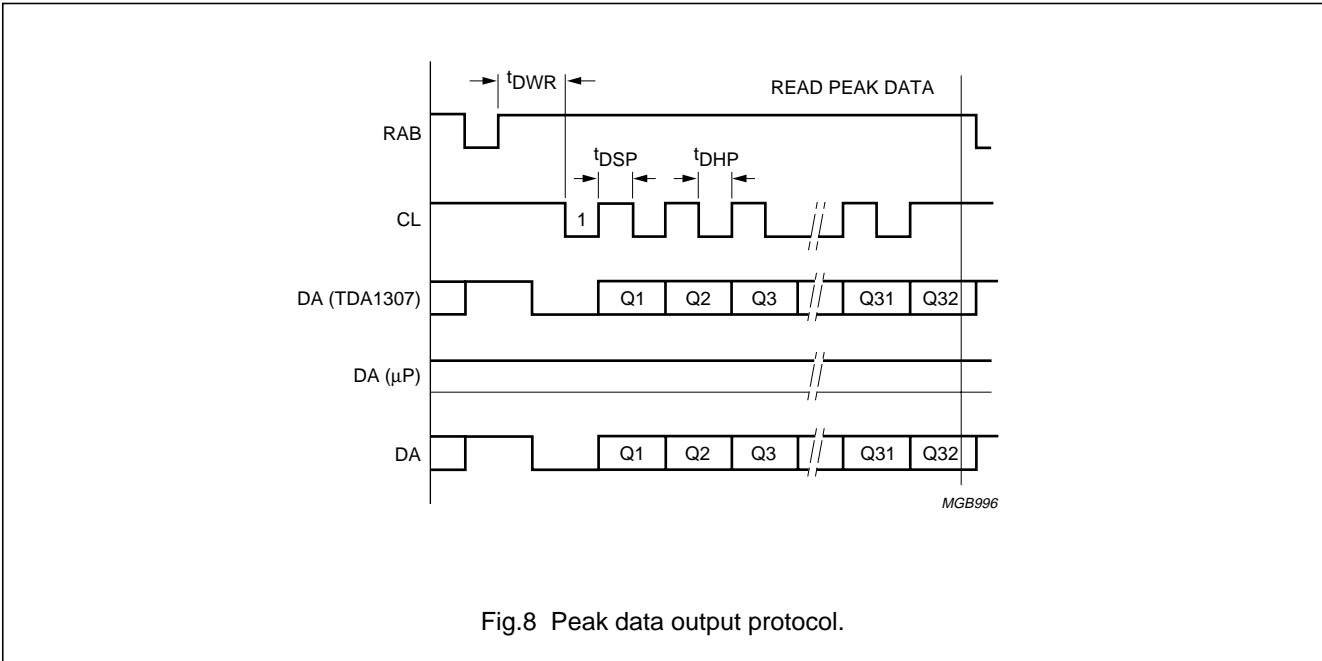 tDWR
READ PEAK DATA
RAB
tDSP
tDHP
CL
1
DA (TDA1307)
Q1 Q2 Q3 Q31 Q32
DA (μP)
DA
Q1 Q2 Q3 Q31 Q32
MGB996
Fig.8 Peak data output protocol.